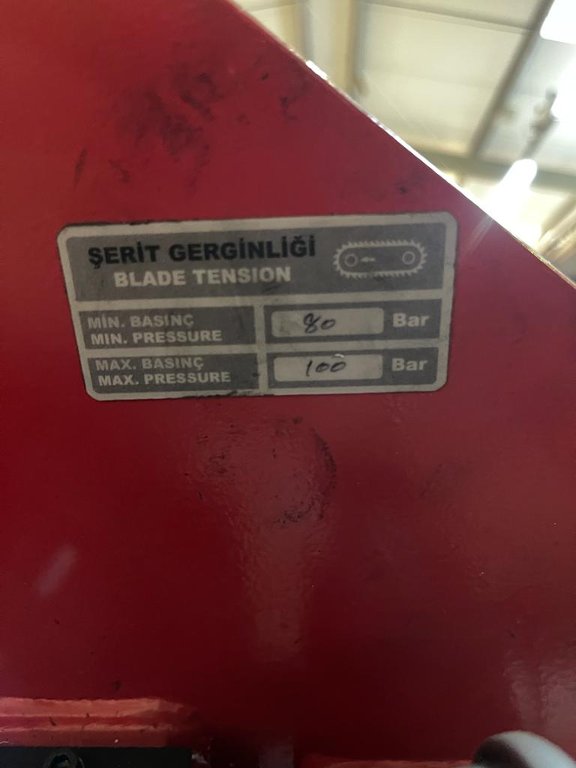 ŞERİT GERGİNLİĞİ
BLADE TENSION
MİN. BASINÇ
MIN. PRESSURE
80 Bar
MAX. BASINÇ
MAX. PRESSURE
100 Bar